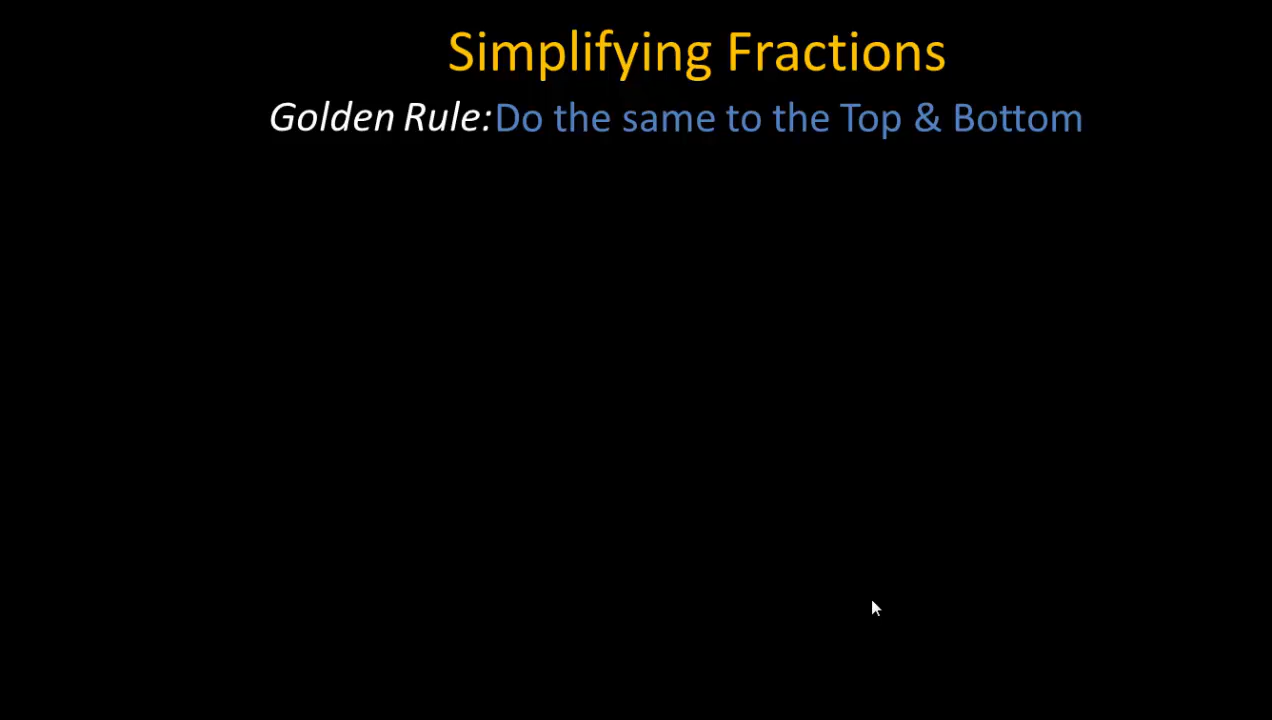 Simplifying Fractions
Golden Rule: Do the same to the Top & Bottom